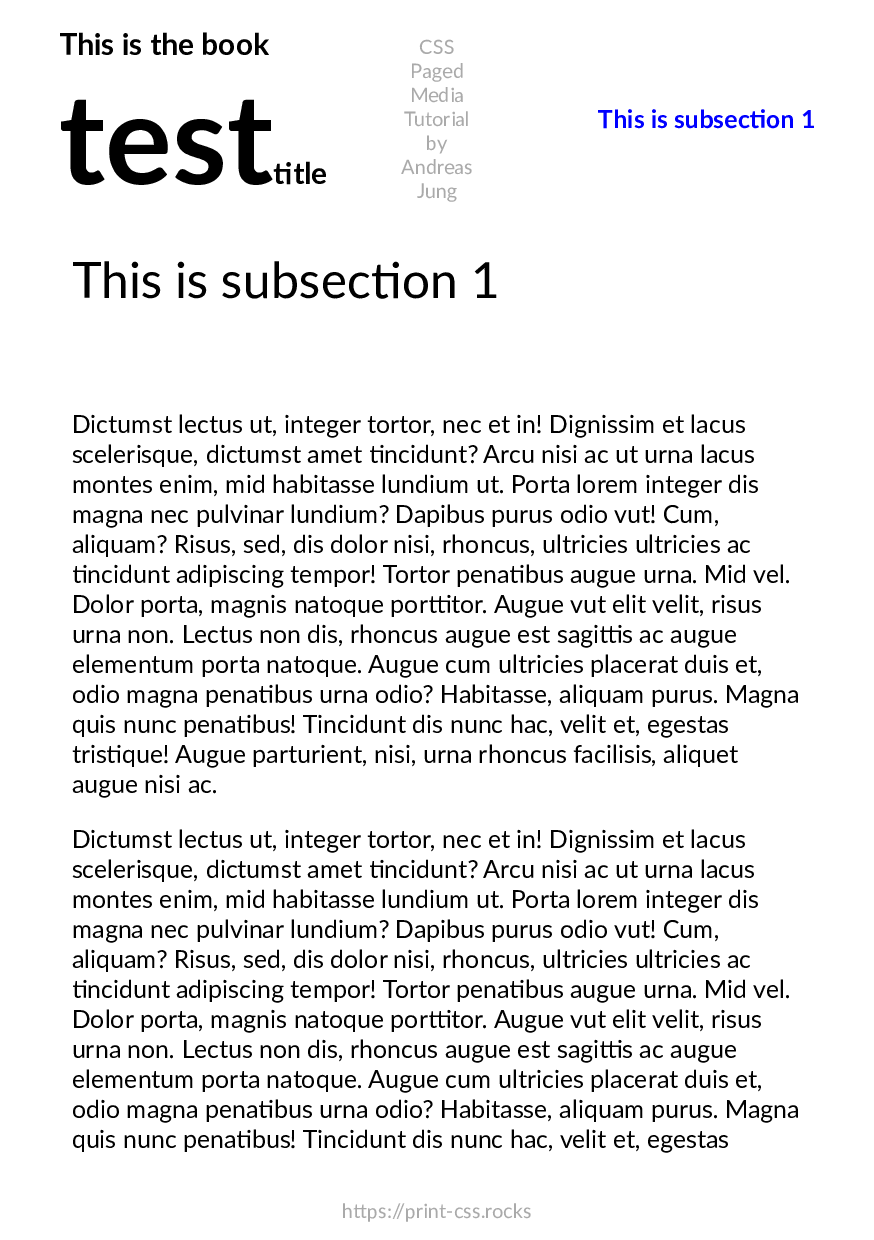 This is the book
testtitle
CSS
Paged
Media
Tutorial
by
Andreas
Jung
This is subsection 1
This is subsection 1
Dictumst lectus ut, integer tortor, nec et in! Dignissim et lacus
scelerisque, dictumst amet tincidunt? Arcu nisi ac ut urna lacus
montes enim, mid habitasse lundium ut. Porta lorem integer dis
magna nec pulvinar lundium? Dapibus purus odio vut! Cum,
aliquam? Risus, sed, dis dolor nisi, rhoncus, ultricies ultricies ac
tincidunt adipiscing tempor! Tortor penatibus augue urna. Mid vel.
Dolor porta, magnis natoque porttitor. Augue vut elit velit, risus
urna non. Lectus non dis, rhoncus augue est sagittis ac augue
elementum porta natoque. Augue cum ultricies placerat duis et,
odio magna penatibus urna odio? Habitasse, aliquam purus. Magna
quis nunc penatibus! Tincidunt dis nunc hac, velit et, egestas
tristique! Augue parturient, nisi, urna rhoncus facilisis, aliquet
augue nisi ac.
Dictumst lectus ut, integer tortor, nec et in! Dignissim et lacus
scelerisque, dictumst amet tincidunt? Arcu nisi ac ut urna lacus
montes enim, mid habitasse lundium ut. Porta lorem integer dis
magna nec pulvinar lundium? Dapibus purus odio vut! Cum,
aliquam? Risus, sed, dis dolor nisi, rhoncus, ultricies ultricies ac
tincidunt adipiscing tempor! Tortor penatibus augue urna. Mid vel.
Dolor porta, magnis natoque porttitor. Augue vut elit velit, risus
urna non. Lectus non dis, rhoncus augue est sagittis ac augue
elementum porta natoque. Augue cum ultricies placerat duis et,
odio magna penatibus urna odio? Habitasse, aliquam purus. Magna
quis nunc penatibus! Tincidunt dis nunc hac, velit et, egestas
https://print-css.rocks